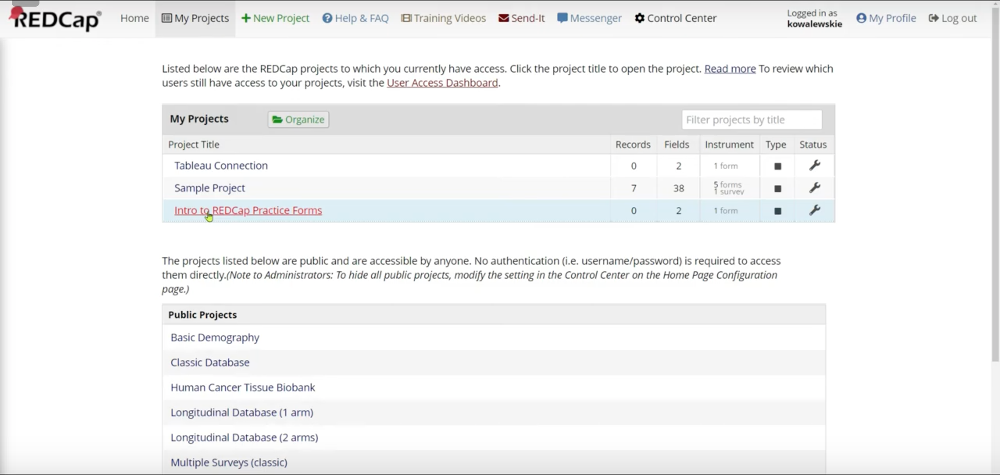 REDCap®
Home
My Projects
New Project
Help & FAQ
Training Videos
Send-It
Messenger
Control Center
Logged in as
kowalewskie
My Profile
Log out
Listed below are the REDCap projects to which you currently have access. Click the project title to open the project. Read more To review which
users still have access to your projects, visit the User Access Dashboard.
My Projects
Organize
Filter projects by title
Project Title Records Fields Instrument Type Status
Tableau Connection 0 2 1 form
Sample Project 7 38 5 forms
1 survey
Intro to REDCap Practice Forms 0 2 1 form
The projects listed below are public and are accessible by anyone. No authentication (i.e. username/password) is required to access
them directly.(Note to Administrators: To hide all public projects, modify the setting in the Control Center on the Home Page Configuration
page.)
Public Projects
Basic Demography
Classic Database
Human Cancer Tissue Biobank
Longitudinal Database (1 arm)
Longitudinal Database (2 arms)
Multiple Surveys (classic)